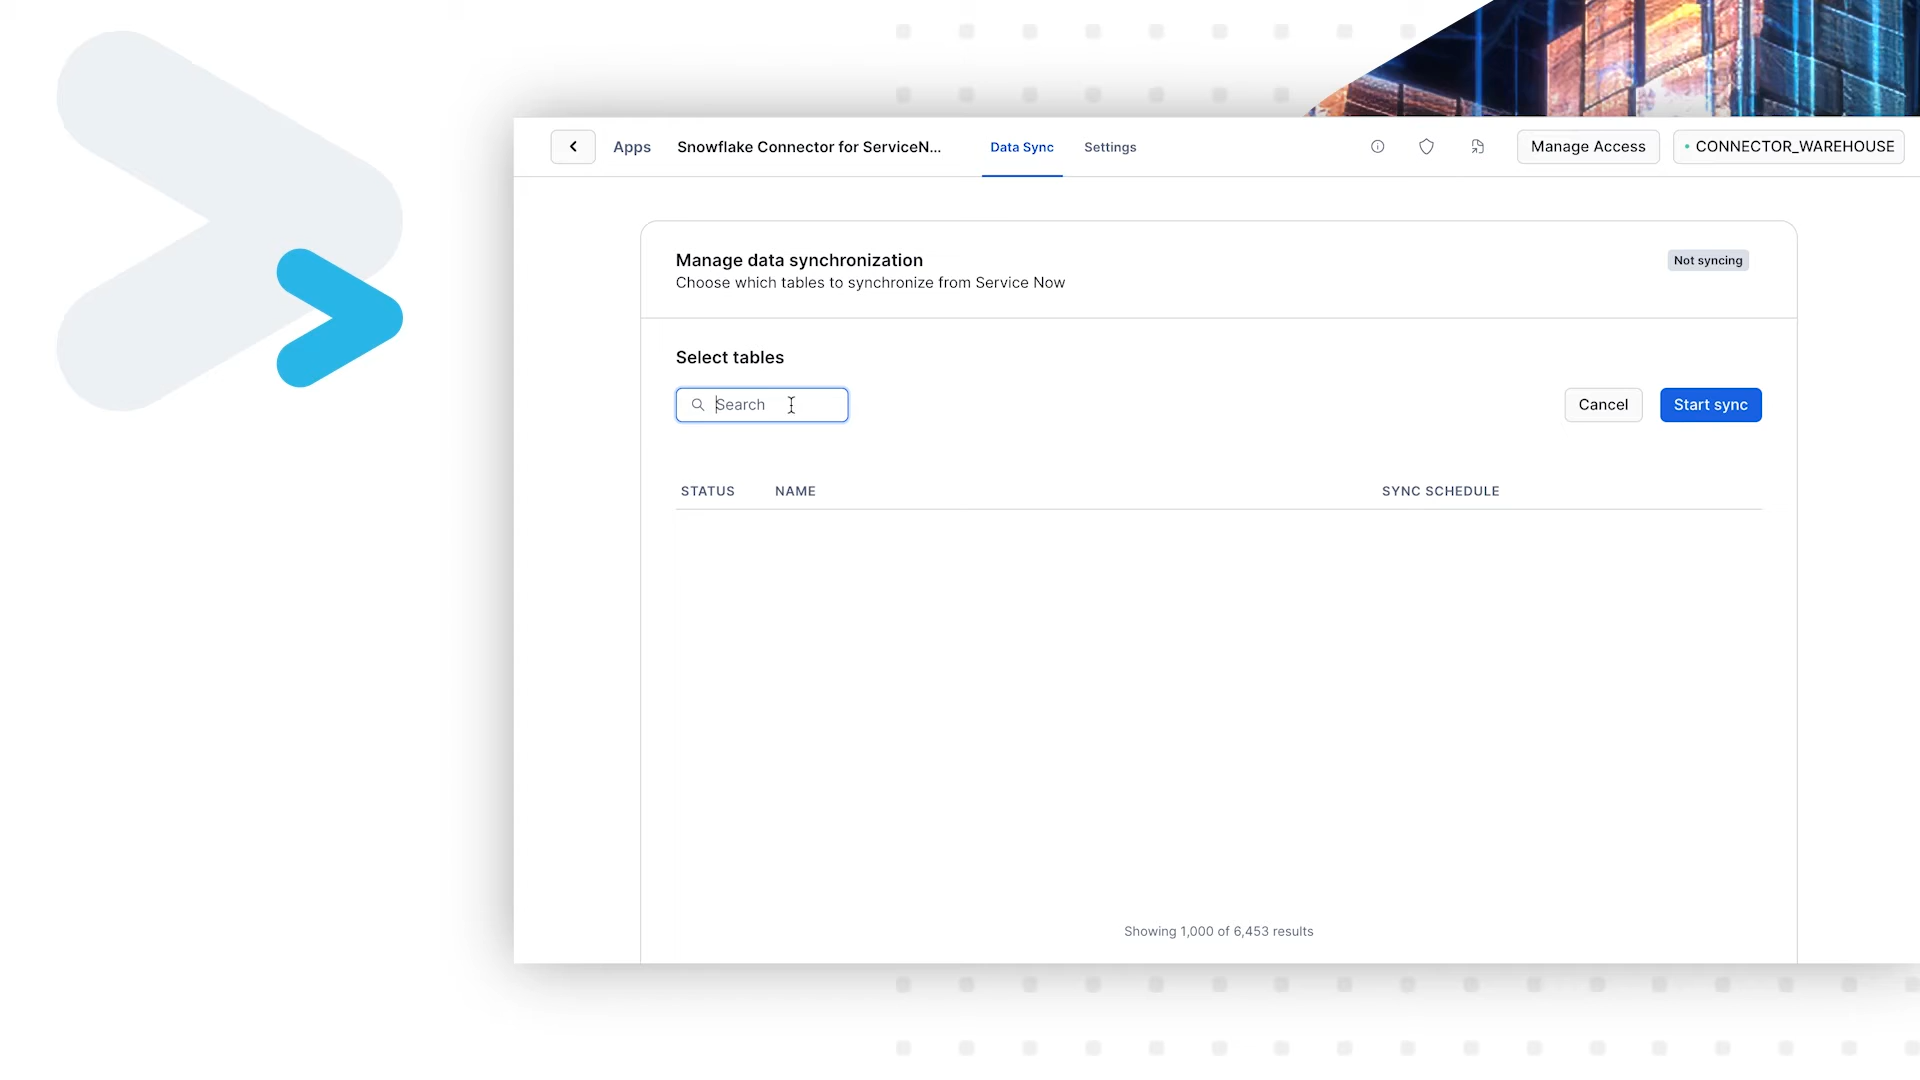 Apps
Snowflake Connector for ServiceN...
Data Sync
Settings
Manage Access
CONNECTOR_WAREHOUSE
Manage data synchronization
Not syncing
Choose which tables to synchronize from Service Now
Select tables
Search
Cancel
Start sync
STATUS
NAME
SYNC SCHEDULE
Showing 1,000 of 6,453 results